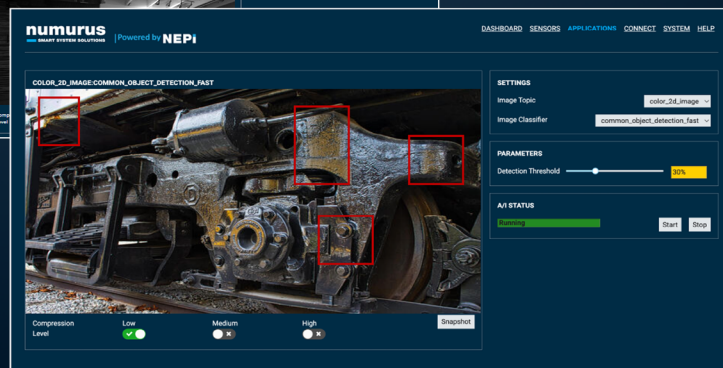 numurus
SMART SYSTEM SOLUTIONS
| Powered by NEPi
DASHBOARD SENSORS APPLICATIONS CONNECT SYSTEM HELP
COLOR_2D_IMAGE:COMMON_OBJECT_DETECTION_FAST
Compression Level
Low
Medium
High
Snapshot
SETTINGS
Image Topic color_2d_image
Image Classifier common_object_detection_fast
PARAMETERS
Detection Threshold 30%
A/I STATUS
Running Start Stop